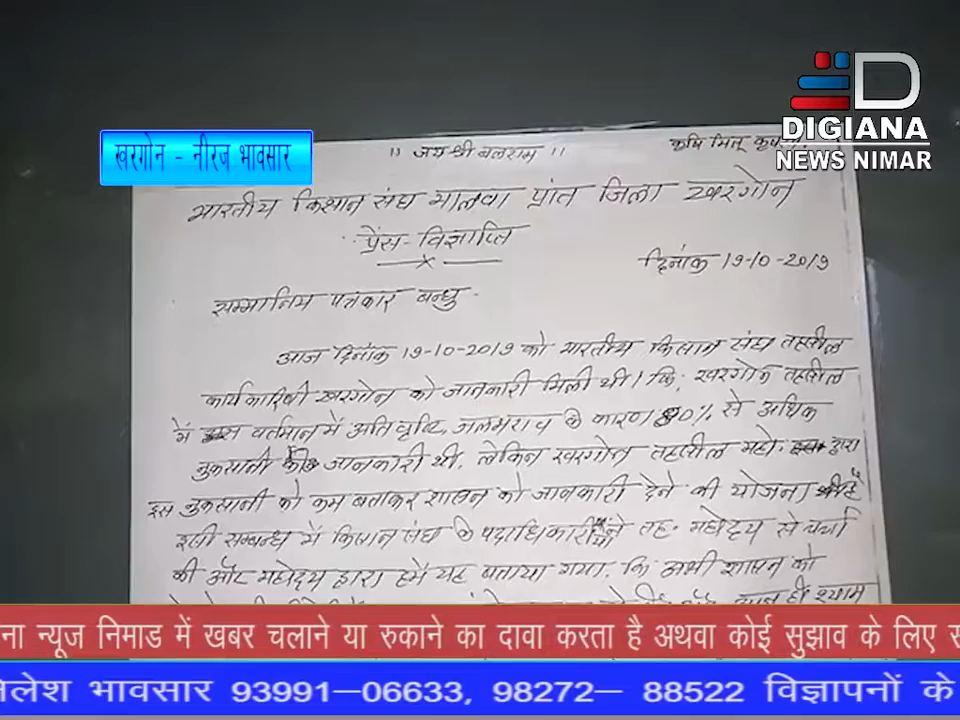 DIGIANA
NEWS NIMAR
खरगोन - नीरज भावसार
।। जय श्री बलराम ।।
कृषि मित् कृषस्
भारतीय किसान संघ मालवा प्रांत जिला खरगोन
प्रेस-विज्ञाप्ति
दिनांक 19-10-2019
सम्मानिय पत्रकार बन्धु
आज दिनांक 19-10-2019 को भारतीय किसान संघ तहसील
कार्यकारिणी खरगोन को जानकारी मिली थी। कि, खरगोन तहसील
में वर्तमान में अतिवृष्टि, जलभराव के कारण 80% से अधिक
नुकसानी की जानकारी थी. लेकिन खरगोन तहसील महो. द्वारा
इस नुकसानी को कम बताकर शासन को जानकारी देने की योजना थी
इसी सम्बन्ध में किसान संघ के पदाधिकारीयों ने तह. महोदय से चर्चा
की और महोदय द्वारा हमें यह बताया गया. कि अभी शासन को
श्याम
ना न्यूज निमाड में खबर चलाने या रुकाने का दावा करता है अथवा कोई सुझाव के लिए
लेश भावसार 93991–06633, 98272– 88522 विज्ञापनों के